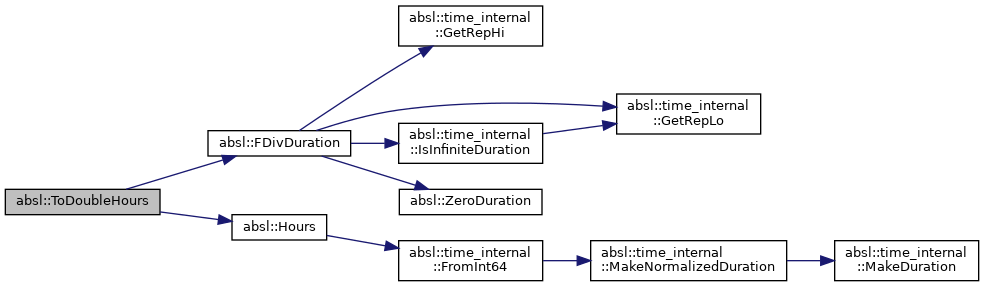 absl::time_internal
::GetRepHi
absl::time_internal
::GetRepLo
absl::FDivDuration
absl::time_internal
::IsInfiniteDuration
absl::ToDoubleHours
absl::ZeroDuration
absl::Hours
absl::time_internal
::FromInt64
absl::time_internal
::MakeNormalizedDuration
absl::time_internal
::MakeDuration